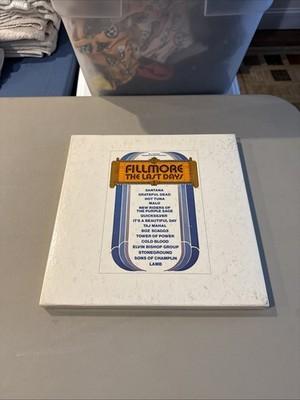 FILLMORE
THE LAST DAYS
SANTANA
GRATEFUL DEAD
HOT TUNA
MALO
NEW RIDERS OF
THE PURPLE SAGE
QUICKSILVER
IT'S A BEAUTIFUL DAY
TAJ MAHAL
BOZ SCAGGS
TOWER OF POWER
COLD BLOOD
ELVIN BISHOP GROUP
STONEGROUND
SONS OF CHAMPLIN
LAMB